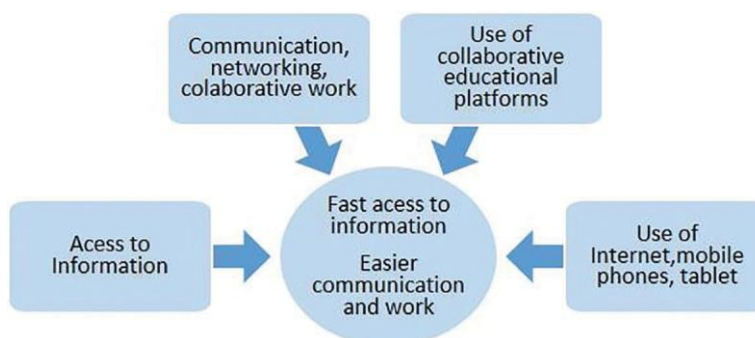 Communication,
networking,
colaborative work
Use of
collaborative
educational
platforms
Acess to
Information
Fast acess to
information
Easier
communication
and work
Use of
Internet,mobile
phones, tablet